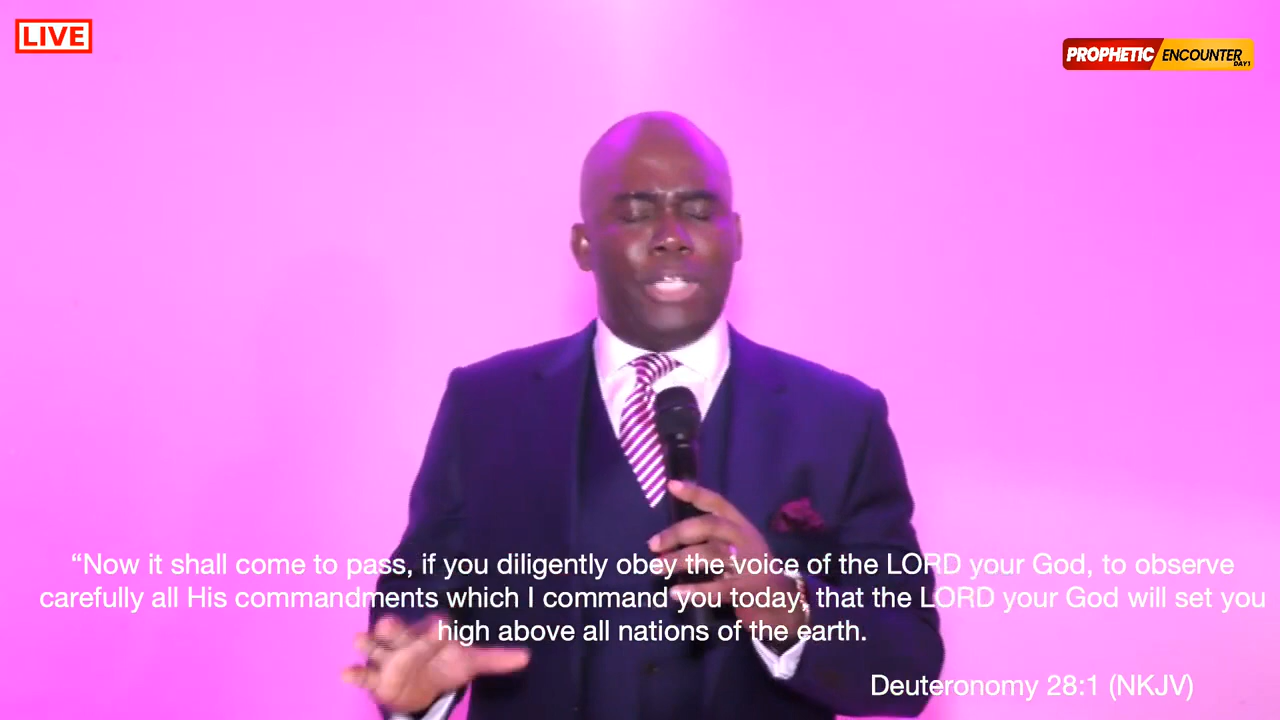 LIVE
PROPHETIC ENCOUNTER
DAY1
“Now it shall come to pass, if you diligently obey the voice of the LORD your God, to observe
carefully all His commandments which I command you today, that the LORD your God will set you
high above all nations of the earth.
Deuteronomy 28:1 (NKJV)